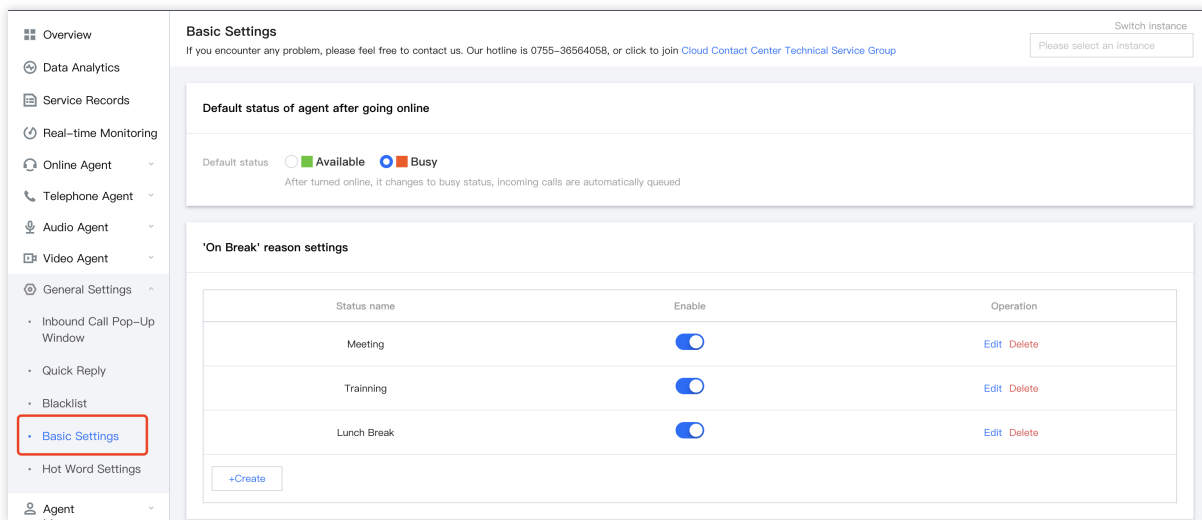 Overview
Data Analytics
Service Records
Real-time Monitoring
Online Agent
Telephone Agent
Audio Agent
Video Agent
General Settings
Inbound Call Pop-Up
Window
Quick Reply
Blacklist
Basic Settings
Hot Word Settings
Agent
Basic Settings
If you encounter any problem, please feel free to contact us. Our hotline is 0755-36564058, or click to join Cloud Contact Center Technical Service Group
Switch instance
Please select an instance
Default status of agent after going online
Default status Available Busy
After turned online, it changes to busy status, incoming calls are automatically queued
'On Break' reason settings
Status name Enable Operation
Meeting Edit Delete
Trainning Edit Delete
Lunch Break Edit Delete
+Create